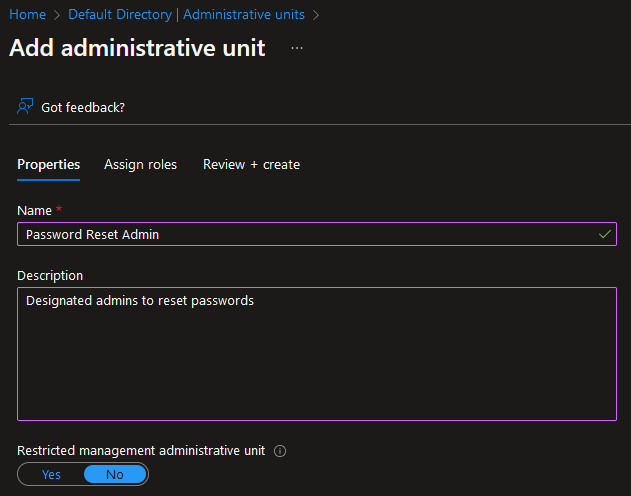 Home > Default Directory | Administrative units >
Add administrative unit ...
Got feedback?
Properties Assign roles Review + create
Name *
Password Reset Admin
Description
Designated admins to reset passwords
Restricted management administrative unit
Yes No